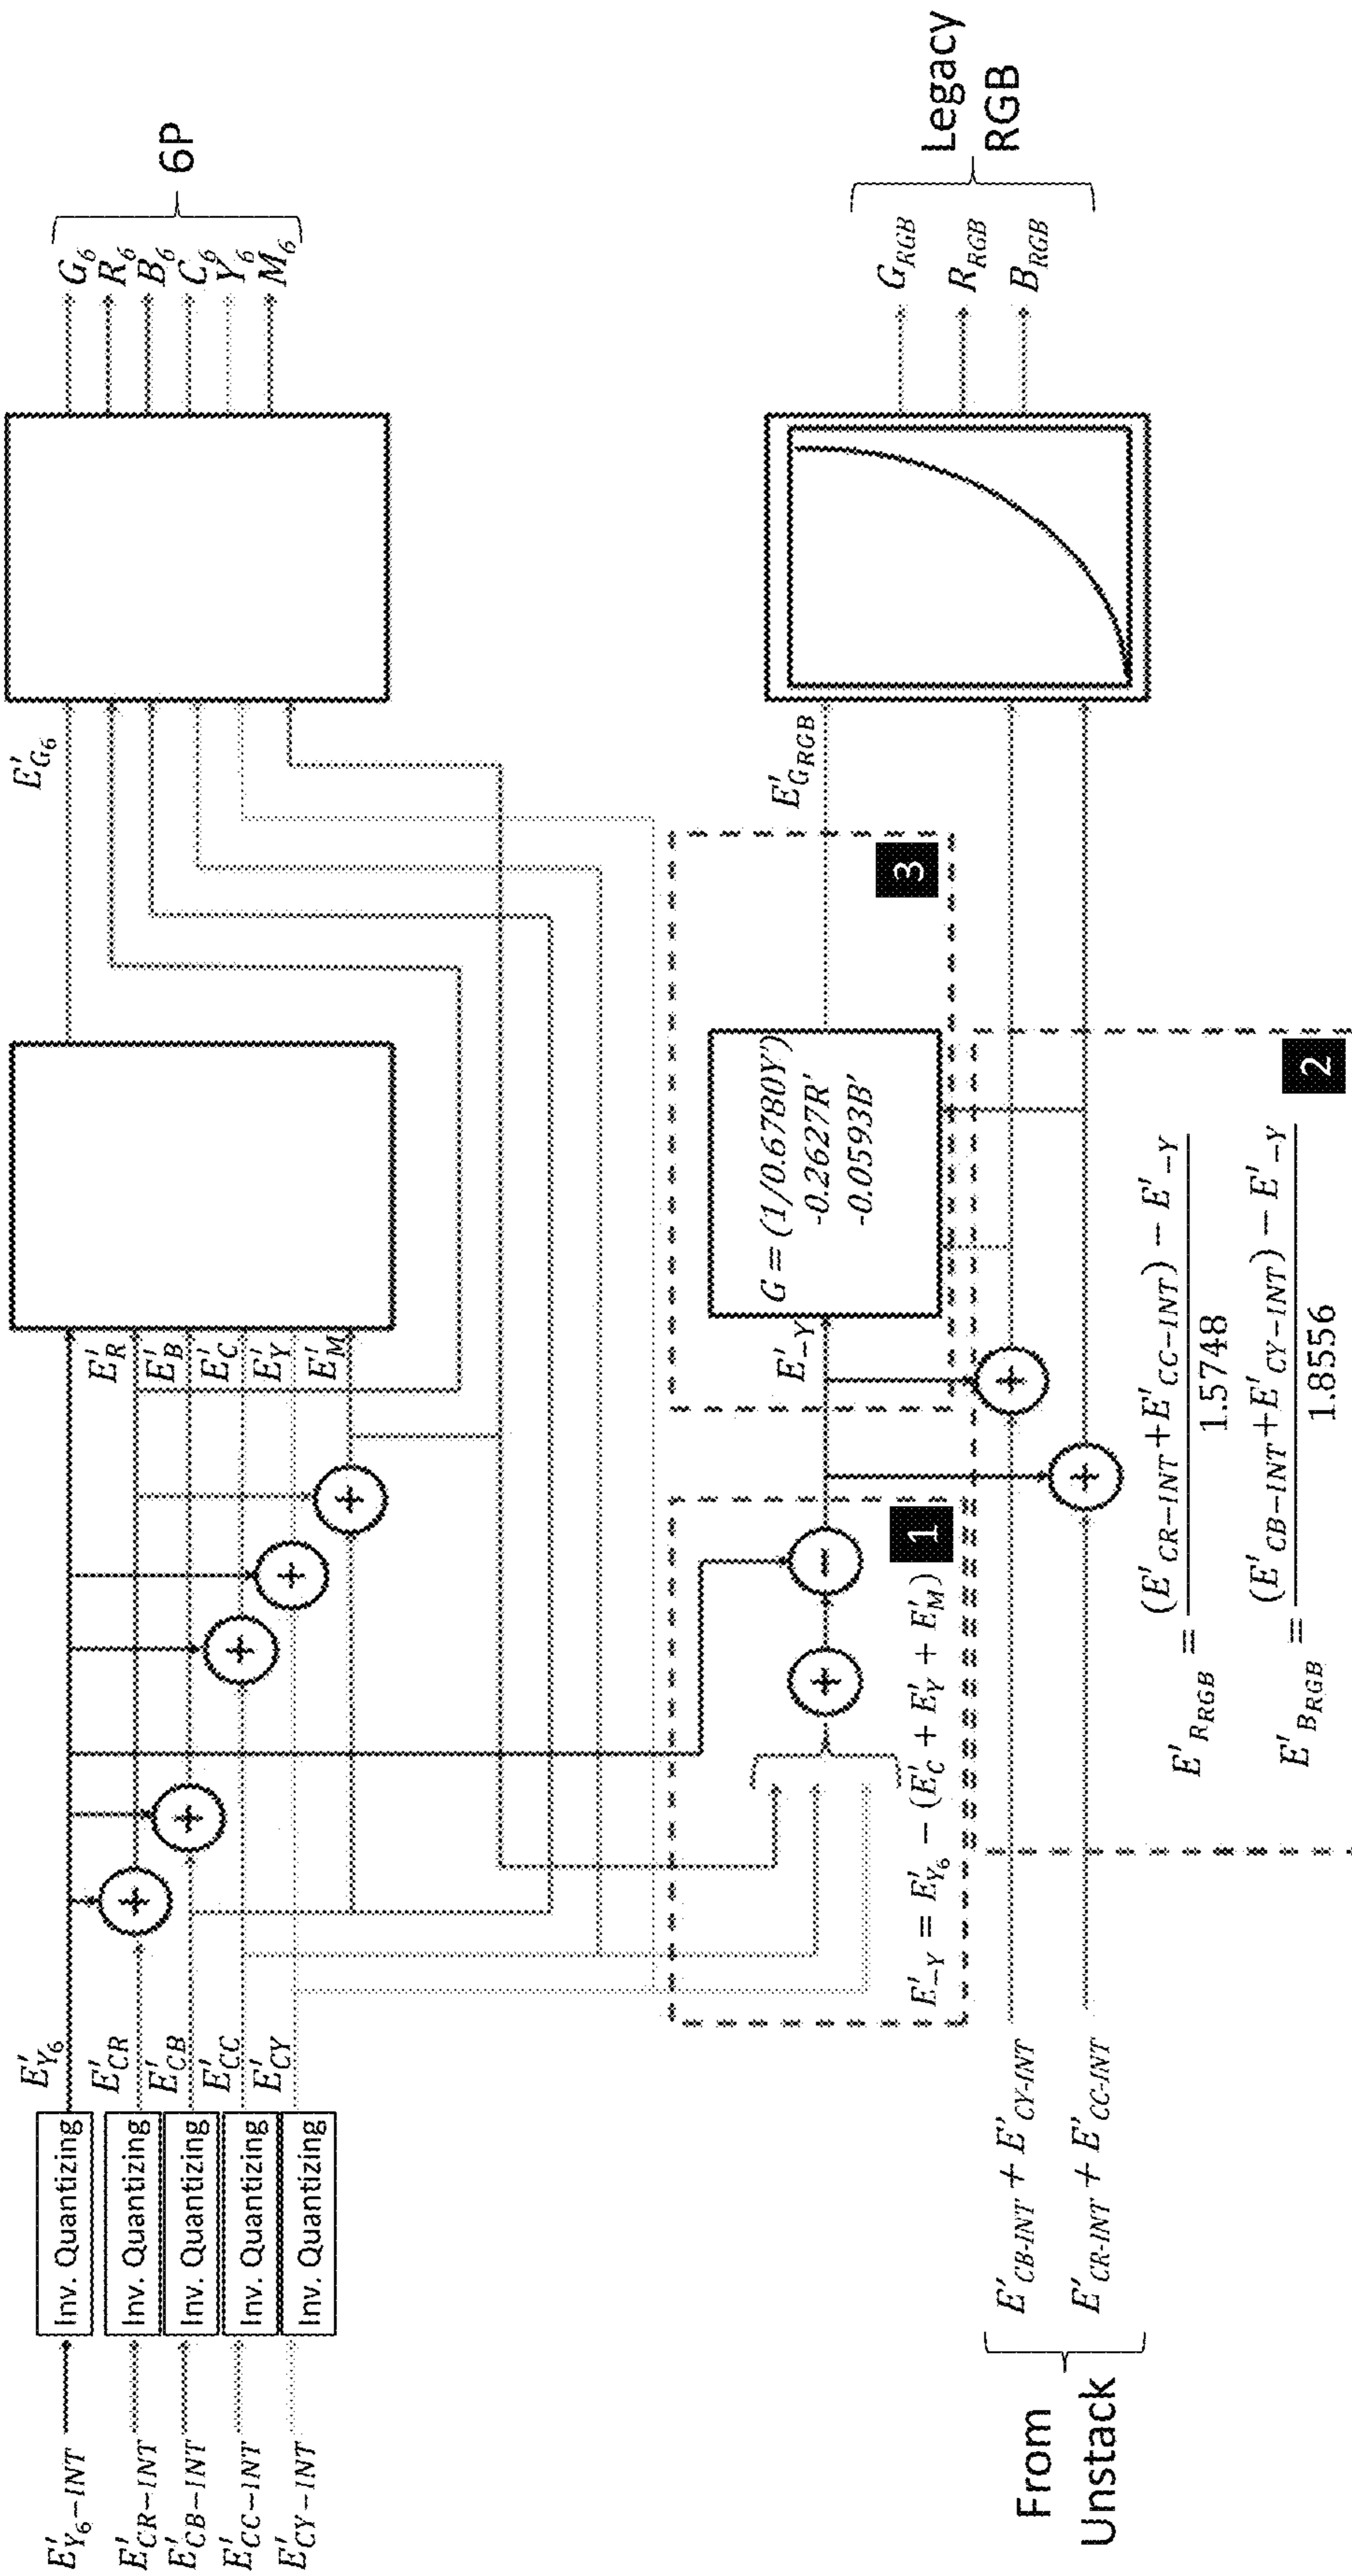 E'Y6-INT
E'CR-INT
E'CB-INT
E'CC-INT
E'CY-INT
Inv. Quantizing
Inv. Quantizing
Inv. Quantizing
Inv. Quantizing
Inv. Quantizing
E'Y6
E'CR
E'CB
E'CC
E'CY
+
+
+
+
+
E'R
E'B
E'C
E'Y
E'M
E'G6
G6
R6
B6
C6
Y6
M6
6P
+
−
E'−Y = E'Y6 − (E'C + E'Y + E'M)
1
E'−Y
G = (1/0.6780Y')
-0.2627R'
-0.0593B'
3
E'GRGB
GRGB
RRGB
BRGB
Legacy
RGB
From
Unstack
E'CB-INT + E'CY-INT
E'CR-INT + E'CC-INT
+
+
E'RRGB = (E'CR−INT+E'CC−INT) − E'−Y
1.5748
E'BRGB = (E'CB−INT+E'CY−INT) − E'−Y
1.8556
2